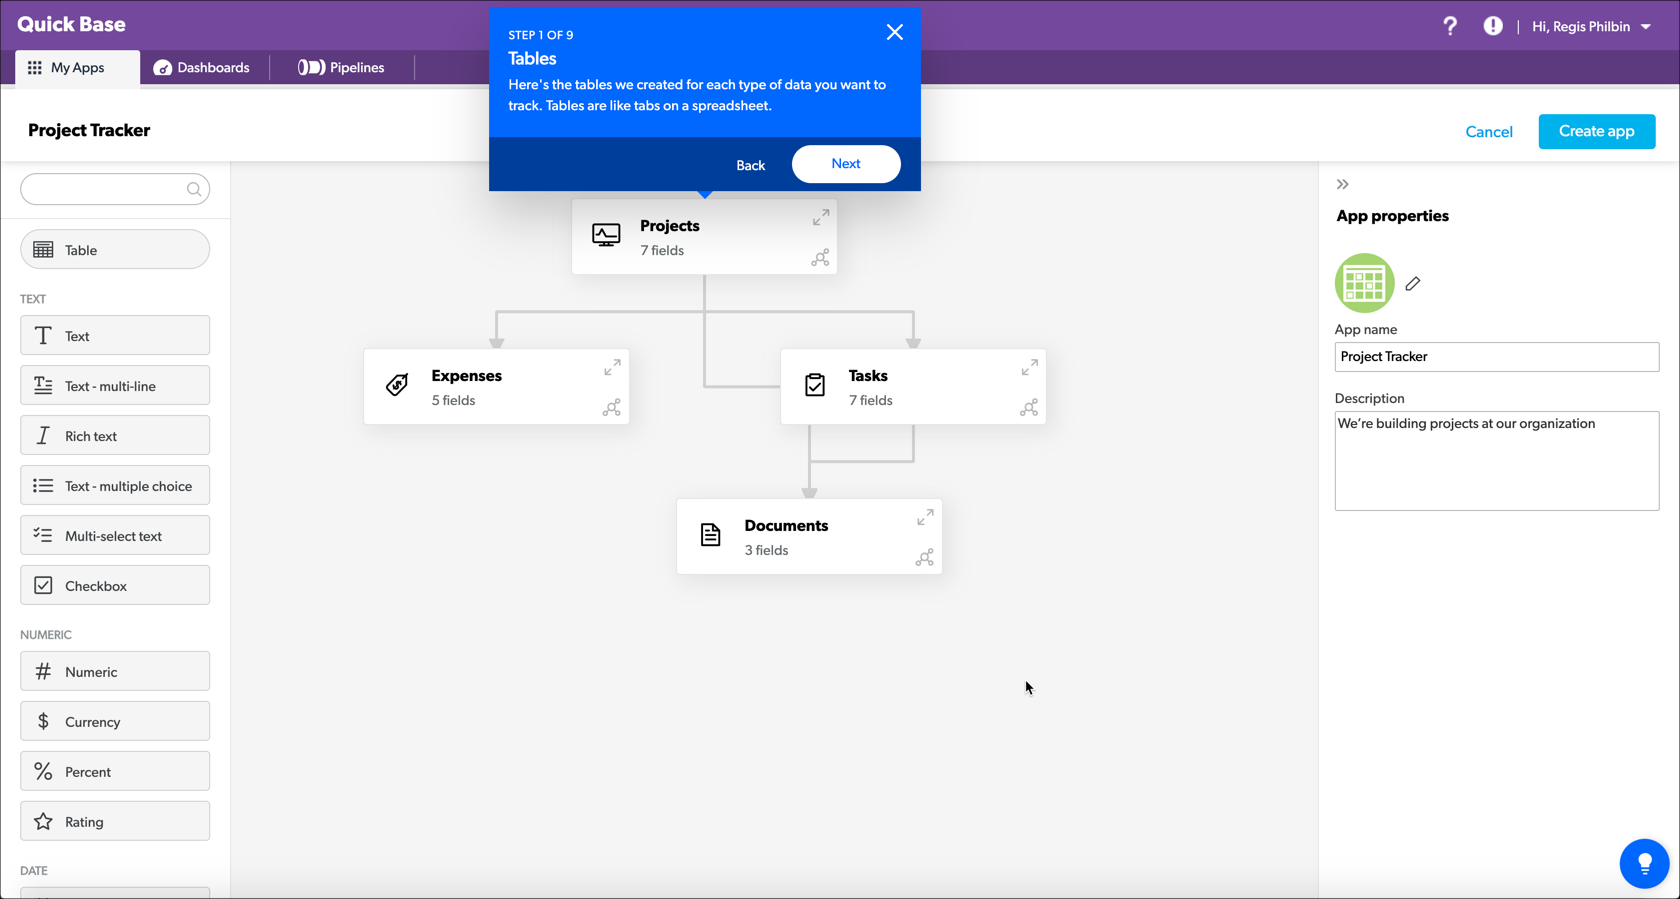 Quick Base
Hi, Regis Philbin
My Apps
Dashboards
Pipelines
STEP 1 OF 9
Tables
Here's the tables we created for each type of data you want to
track. Tables are like tabs on a spreadsheet.
Back
Next
Project Tracker
Cancel
Create app
Table
TEXT
Text
Text - multi-line
Rich text
Text - multiple choice
Multi-select text
Checkbox
NUMERIC
Numeric
Currency
Percent
Rating
DATE
Projects
7 fields
Expenses
5 fields
Tasks
7 fields
Documents
3 fields
App properties
App name
Project Tracker
Description
We're building projects at our organization